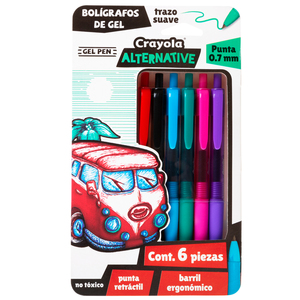 BOLÍGRAFOS
DE GEL
trazo
suave
GEL PEN
Crayola
ALTERNATIVE
Punta
0.7 mm
Cont. 6 piezas
no tóxico
punta
retráctil
barril
ergonómico